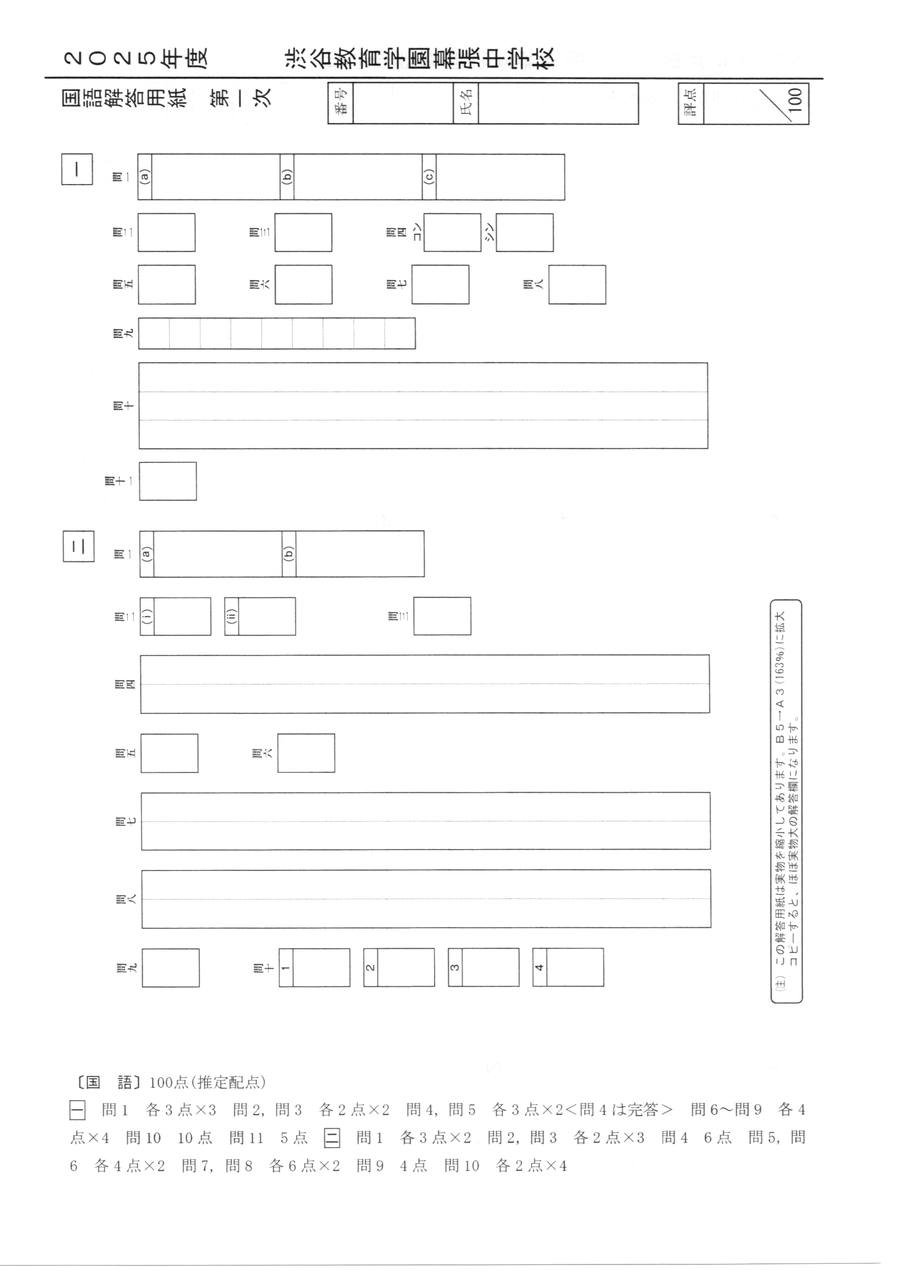 2025年度 渋谷教育学園幕張中学校
国語解答用紙 第一次
番号 氏名 評点 /100
一
問一 (a) (b) (c)
問二 問三 問四 コン シン
問五 問六 問七 問八
問九
問十
問十一
二
問一 (a) (b)
問二 (i) (ii) 問三
問四
問五 問六
問七
問八
問九 問十 1 2 3 4
(注) この解答用紙は実物を縮小してあります。B5→A3(163%)に拡大
コピーすると、ほぼ実物大の解答欄になります。
〔国 語〕100点(推定配点)
一 問1 各3点×3 問2, 問3 各2点×2 問4, 問5 各3点×2<問4は完答> 問6～問9 各4
点×4 問10 10点 問11 5点 二 問1 各3点×2 問2, 問3 各2点×3 問4 6点 問5, 問
6 各4点×2 問7, 問8 各6点×2 問9 4点 問10 各2点×4